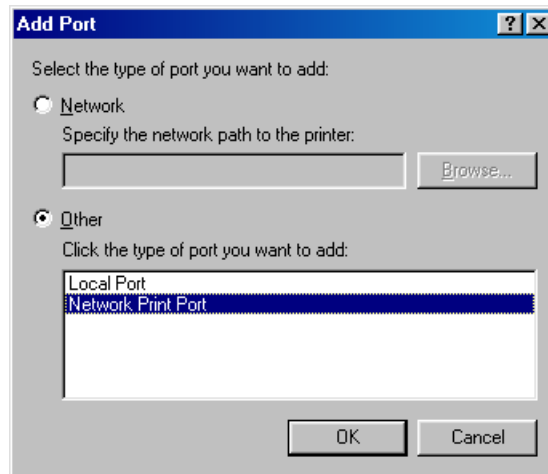 Add Port
Select the type of port you want to add:
Network
Specify the network path to the printer:
Browse...
Other
Click the type of port you want to add:
Local Port
Network Print Port
OK Cancel